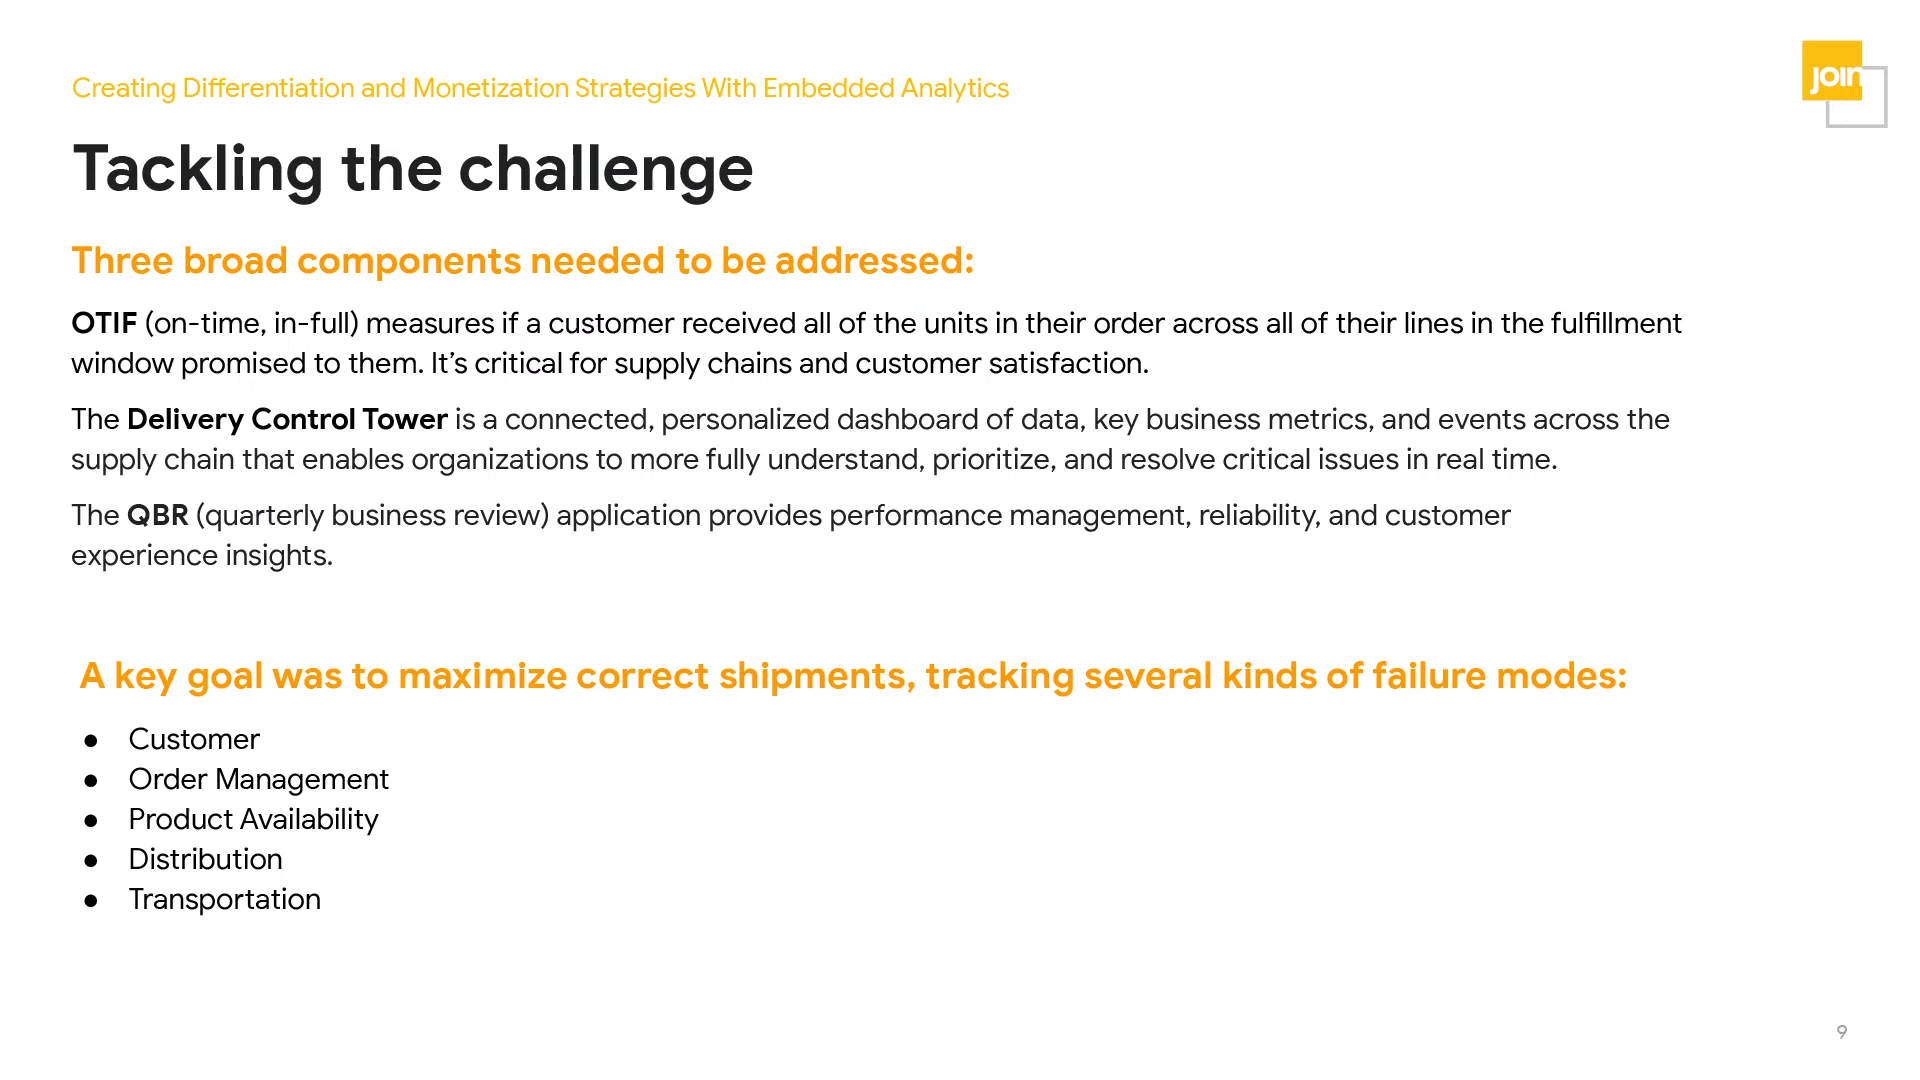 Creating Differentiation and Monetization Strategies With Embedded Analytics
join
Tackling the challenge
Three broad components needed to be addressed:
OTIF (on-time, in-full) measures if a customer received all of the units in their order across all of their lines in the fulfillment
window promised to them. It’s critical for supply chains and customer satisfaction.
The Delivery Control Tower is a connected, personalized dashboard of data, key business metrics, and events across the
supply chain that enables organizations to more fully understand, prioritize, and resolve critical issues in real time.
The QBR (quarterly business review) application provides performance management, reliability, and customer
experience insights.
A key goal was to maximize correct shipments, tracking several kinds of failure modes:
● Customer
● Order Management
● Product Availability
● Distribution
● Transportation
9